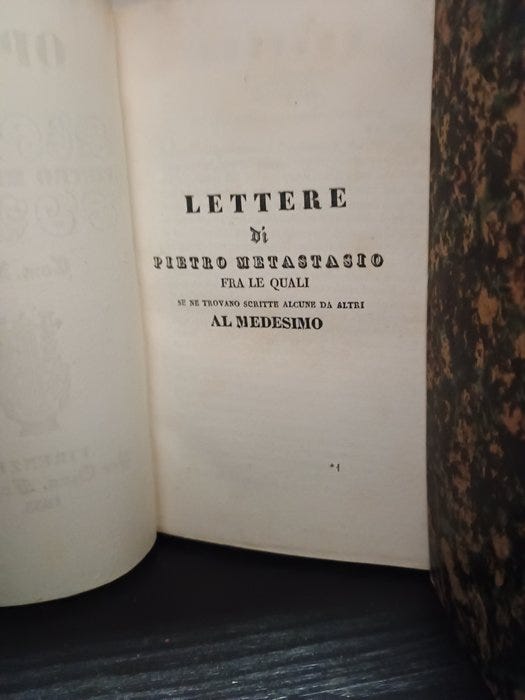 LETTERE
di
PIETRO METASTASIO
FRA LE QUALI
SE NE TROVANO SCRITTE ALCUNE DA ALTRI
AL MEDESIMO
*1